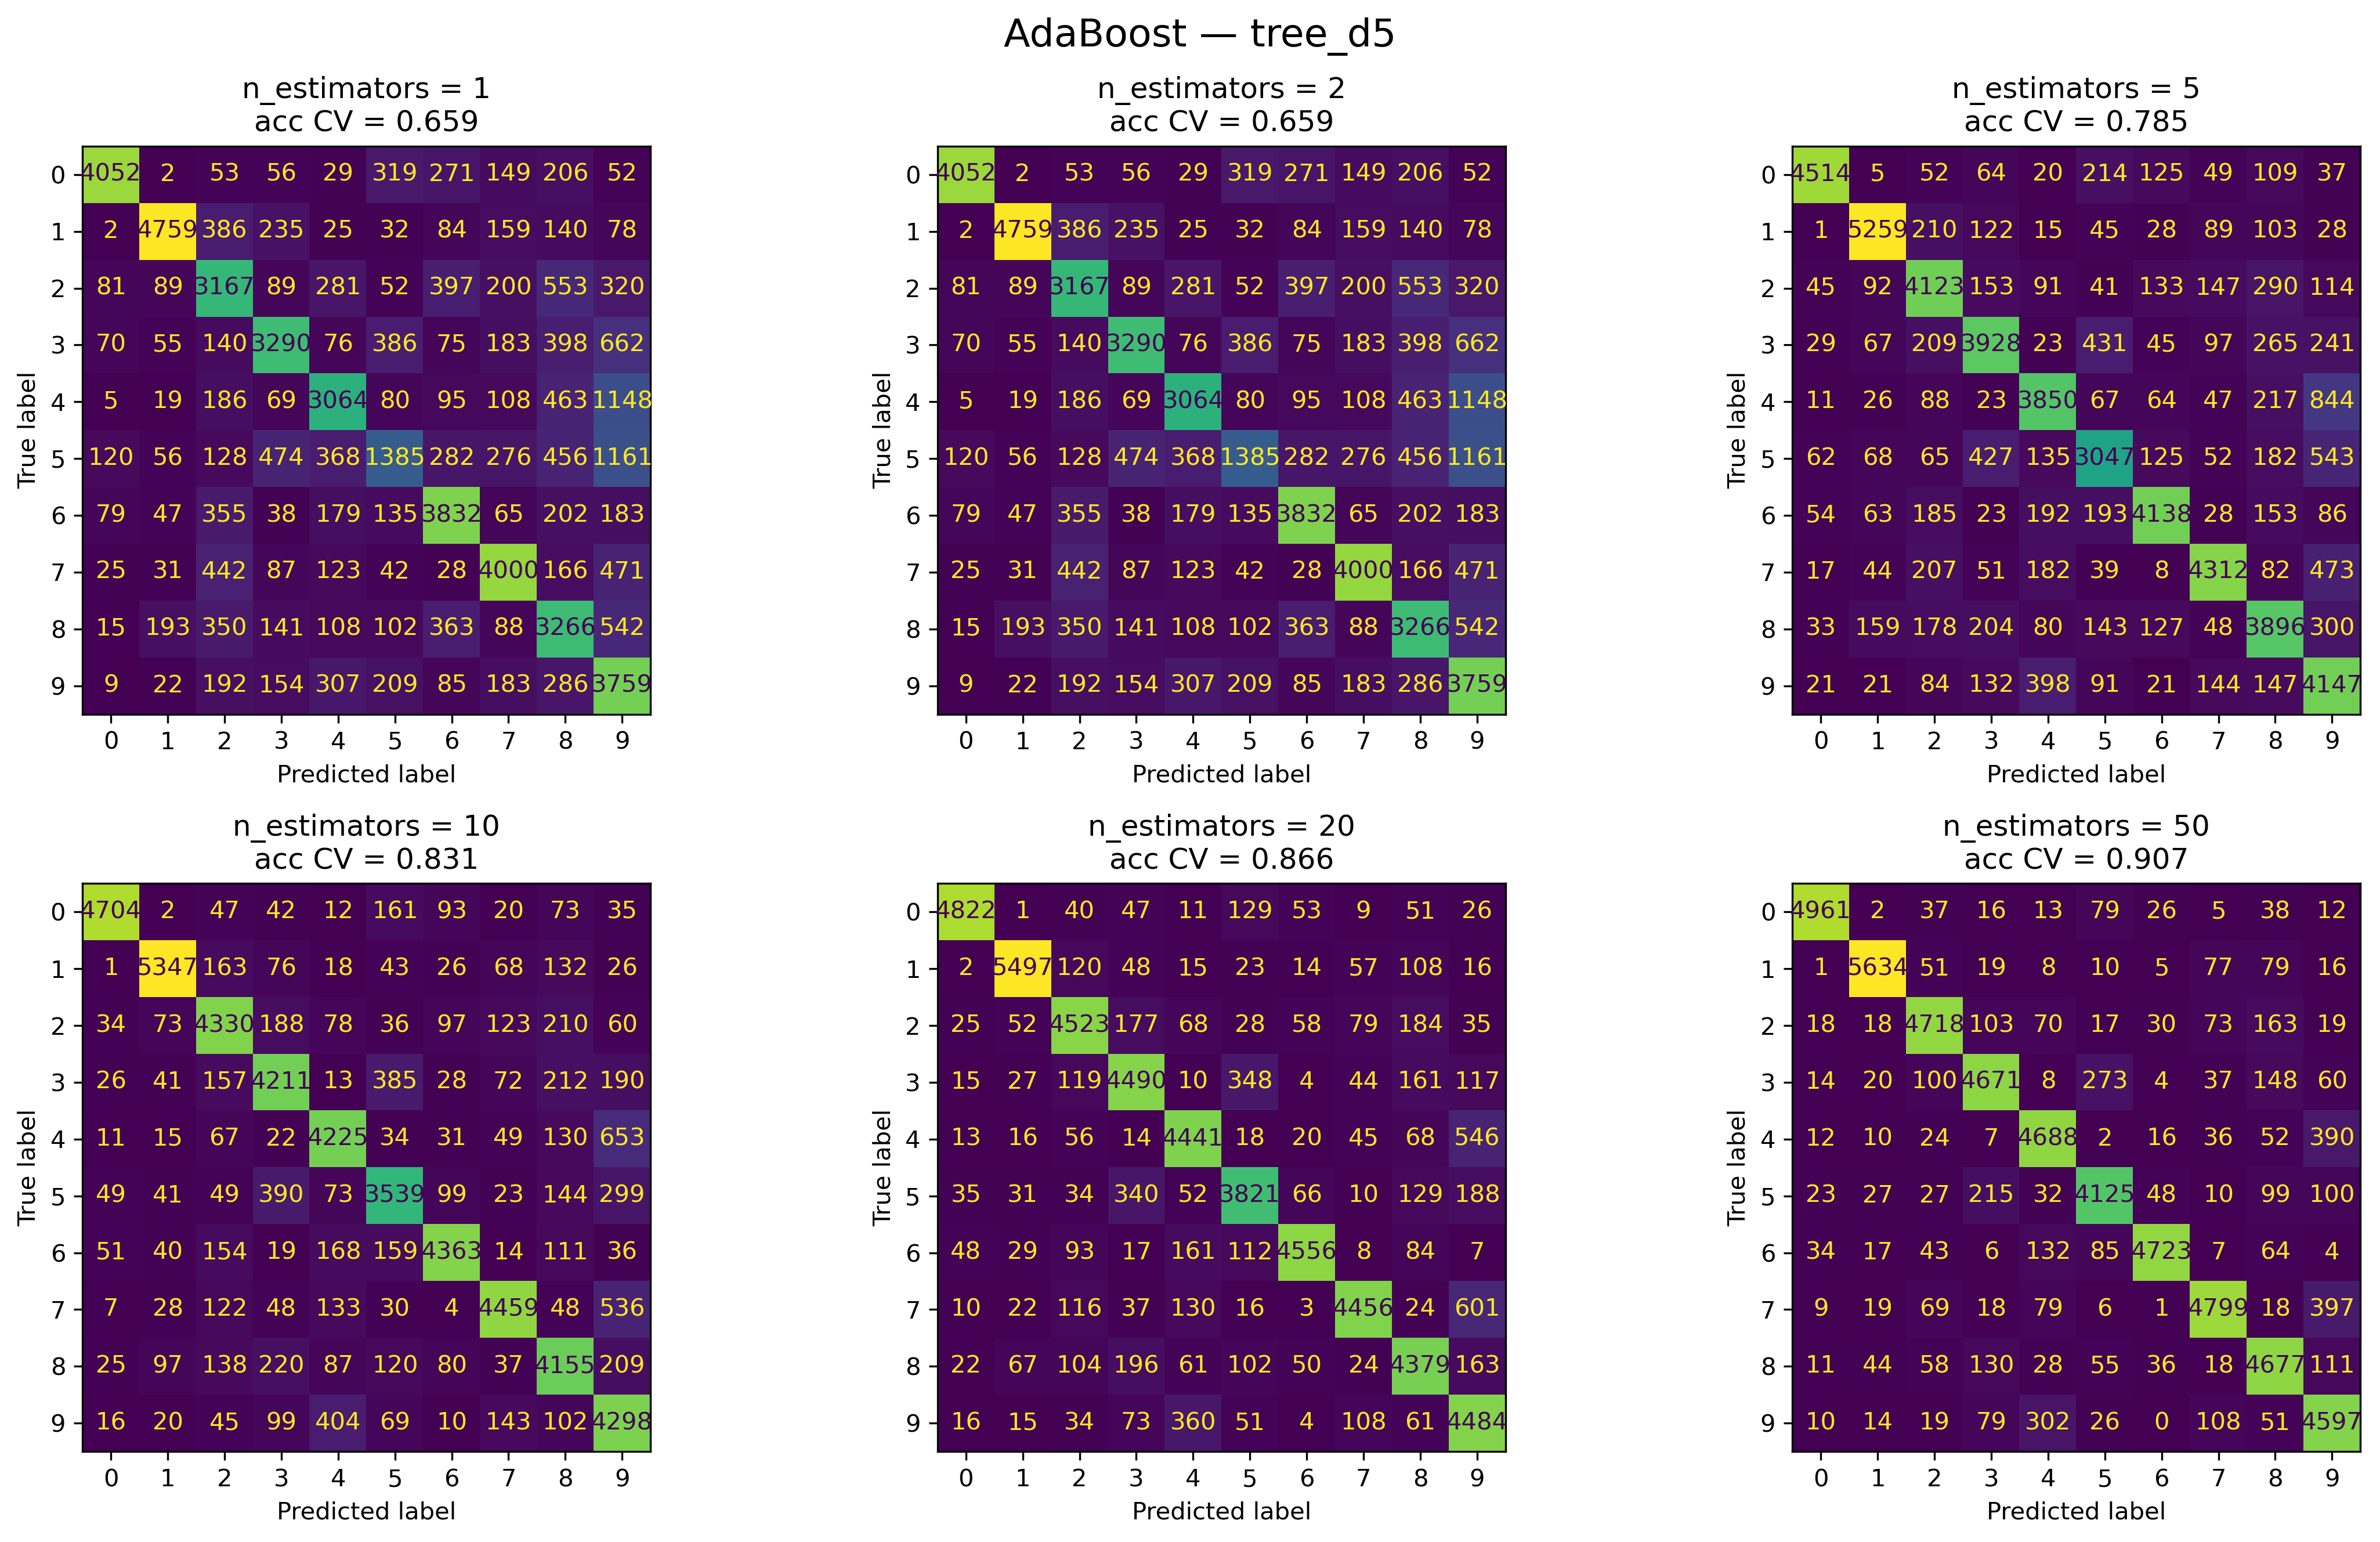 AdaBoost — tree_d5
n_estimators = 1
acc CV = 0.659
True label
0 4052 2 53 56 29 319 271 149 206 52
1 2 4759 386 235 25 32 84 159 140 78
2 81 89 3167 89 281 52 397 200 553 320
3 70 55 140 3290 76 386 75 183 398 662
4 5 19 186 69 3064 80 95 108 463 1148
5 120 56 128 474 368 1385 282 276 456 1161
6 79 47 355 38 179 135 3832 65 202 183
7 25 31 442 87 123 42 28 4000 166 471
8 15 193 350 141 108 102 363 88 3266 542
9 9 22 192 154 307 209 85 183 286 3759
0 1 2 3 4 5 6 7 8 9
Predicted label
n_estimators = 2
acc CV = 0.659
True label
0 4052 2 53 56 29 319 271 149 206 52
1 2 4759 386 235 25 32 84 159 140 78
2 81 89 3167 89 281 52 397 200 553 320
3 70 55 140 3290 76 386 75 183 398 662
4 5 19 186 69 3064 80 95 108 463 1148
5 120 56 128 474 368 1385 282 276 456 1161
6 79 47 355 38 179 135 3832 65 202 183
7 25 31 442 87 123 42 28 4000 166 471
8 15 193 350 141 108 102 363 88 3266 542
9 9 22 192 154 307 209 85 183 286 3759
0 1 2 3 4 5 6 7 8 9
Predicted label
n_estimators = 5
acc CV = 0.785
True label
0 4514 5 52 64 20 214 125 49 109 37
1 1 5259 210 122 15 45 28 89 103 28
2 45 92 4123 153 91 41 133 147 290 114
3 29 67 209 3928 23 431 45 97 265 241
4 11 26 88 23 3850 67 64 47 217 844
5 62 68 65 427 135 3047 125 52 182 543
6 54 63 185 23 192 193 4138 28 153 86
7 17 44 207 51 182 39 8 4312 82 473
8 33 159 178 204 80 143 127 48 3896 300
9 21 21 84 132 398 91 21 144 147 4147
0 1 2 3 4 5 6 7 8 9
Predicted label
n_estimators = 10
acc CV = 0.831
True label
0 4704 2 47 42 12 161 93 20 73 35
1 1 5347 163 76 18 43 26 68 132 26
2 34 73 4330 188 78 36 97 123 210 60
3 26 41 157 4211 13 385 28 72 212 190
4 11 15 67 22 4225 34 31 49 130 653
5 49 41 49 390 73 3539 99 23 144 299
6 51 40 154 19 168 159 4363 14 111 36
7 7 28 122 48 133 30 4 4459 48 536
8 25 97 138 220 87 120 80 37 4155 209
9 16 20 45 99 404 69 10 143 102 4298
0 1 2 3 4 5 6 7 8 9
Predicted label
n_estimators = 20
acc CV = 0.866
True label
0 4822 1 40 47 11 129 53 9 51 26
1 2 5497 120 48 15 23 14 57 108 16
2 25 52 4523 177 68 28 58 79 184 35
3 15 27 119 4490 10 348 4 44 161 117
4 13 16 56 14 4441 18 20 45 68 546
5 35 31 34 340 52 3821 66 10 129 188
6 48 29 93 17 161 112 4556 8 84 7
7 10 22 116 37 130 16 3 4456 24 601
8 22 67 104 196 61 102 50 24 4379 163
9 16 15 34 73 360 51 4 108 61 4484
0 1 2 3 4 5 6 7 8 9
Predicted label
n_estimators = 50
acc CV = 0.907
True label
0 4961 2 37 16 13 79 26 5 38 12
1 1 5634 51 19 8 10 5 77 79 16
2 18 18 4718 103 70 17 30 73 163 19
3 14 20 100 4671 8 273 4 37 148 60
4 12 10 24 7 4688 2 16 36 52 390
5 23 27 27 215 32 4125 48 10 99 100
6 34 17 43 6 132 85 4723 7 64 4
7 9 19 69 18 79 6 1 4799 18 397
8 11 44 58 130 28 55 36 18 4677 111
9 10 14 19 79 302 26 0 108 51 4597
0 1 2 3 4 5 6 7 8 9
Predicted label